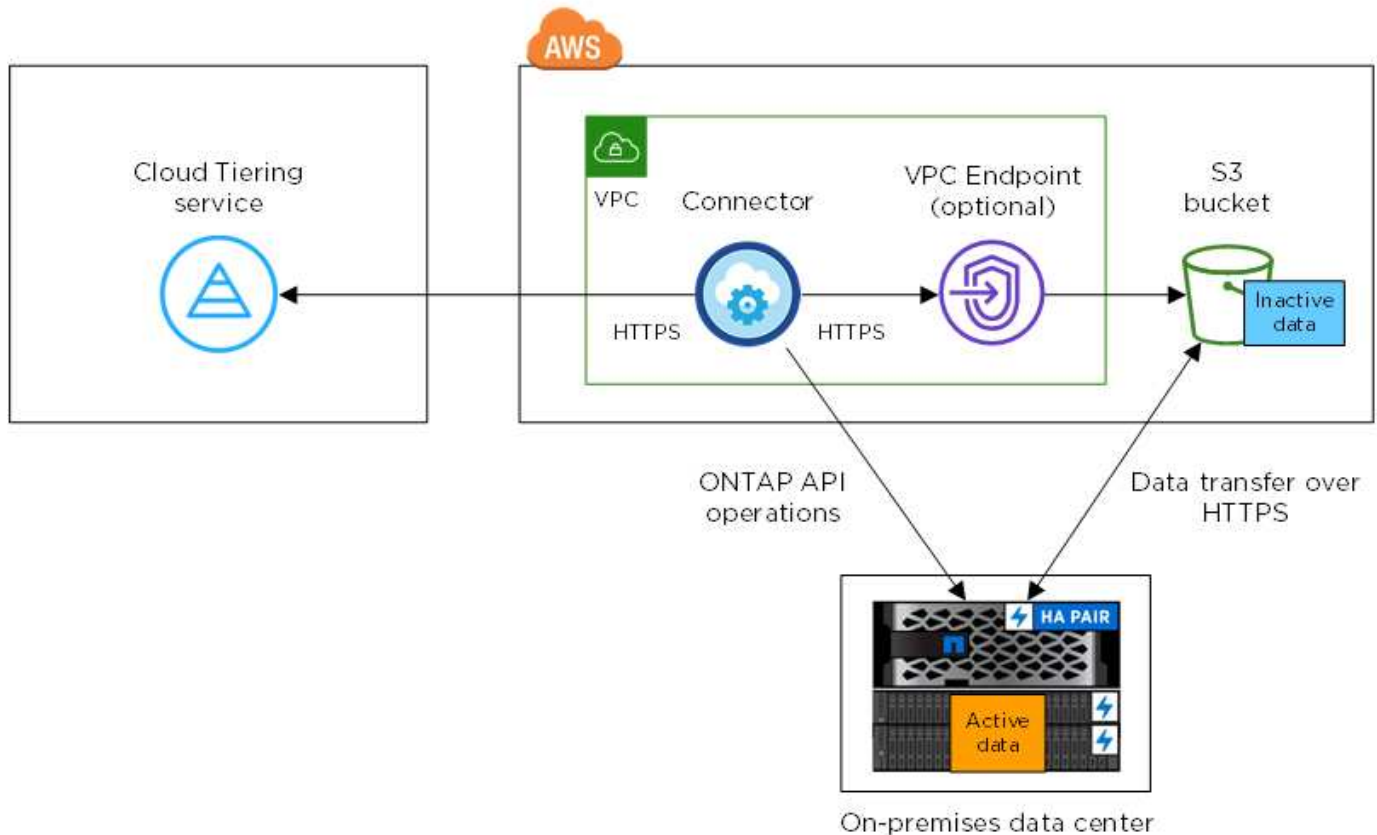 AWS
Cloud Tiering
service
VPC
Connector
VPC Endpoint
(optional)
S3
bucket
Inactive
data
HTTPS
HTTPS
ONTAP API
operations
Data transfer over
HTTPS
HA PAIR
Active
data
On-premises data center